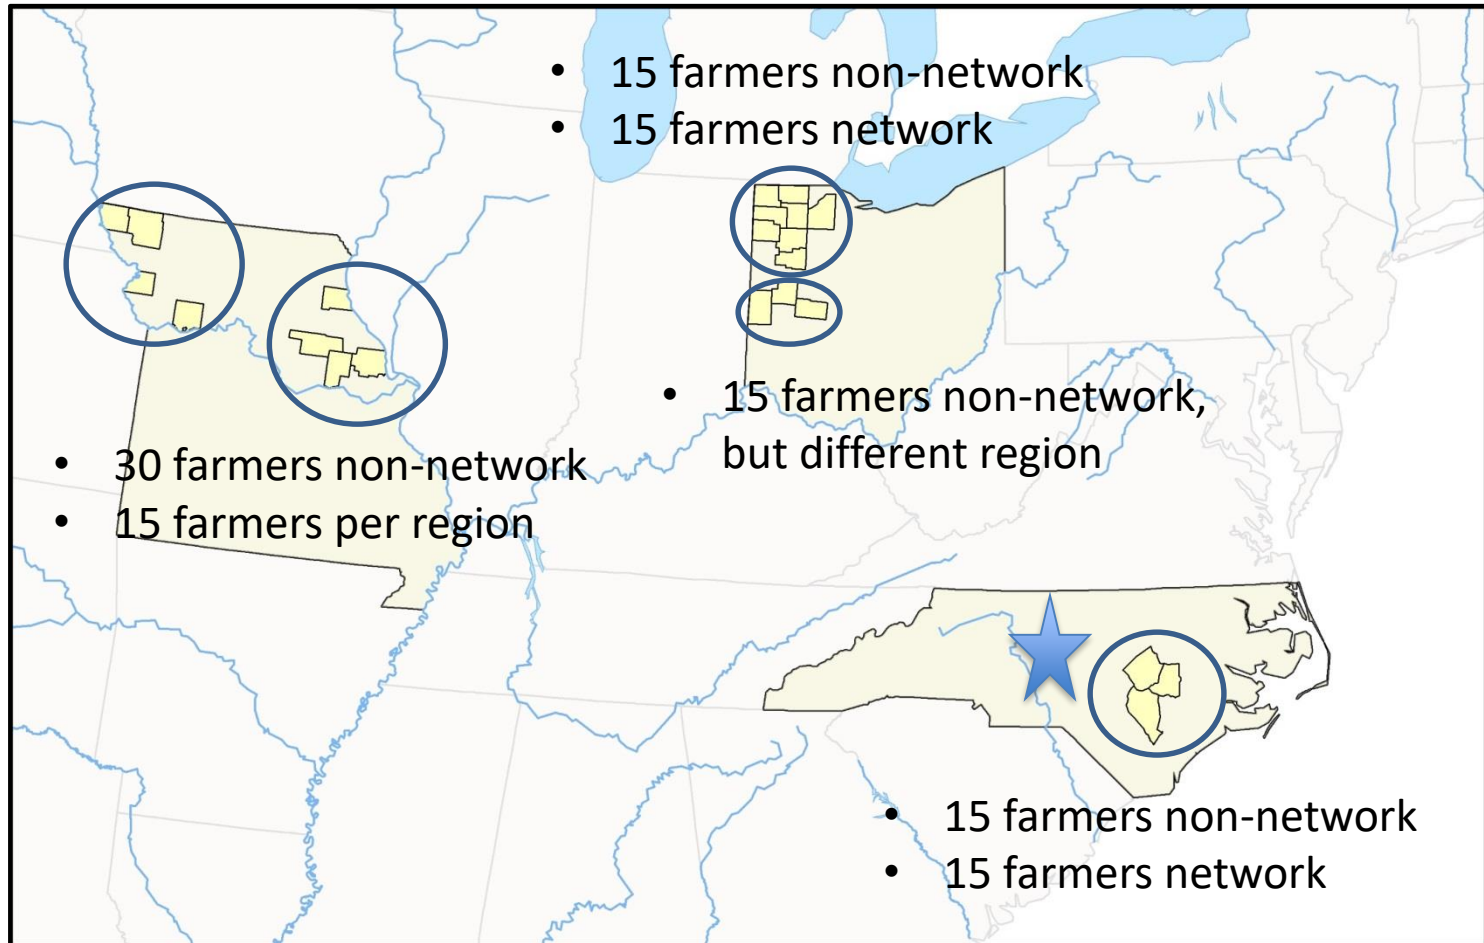 • 15 farmers non-network
• 15 farmers network
• 15 farmers non-network,
but different region
• 30 farmers non-network
• 15 farmers per region
• 15 farmers non-network
• 15 farmers network